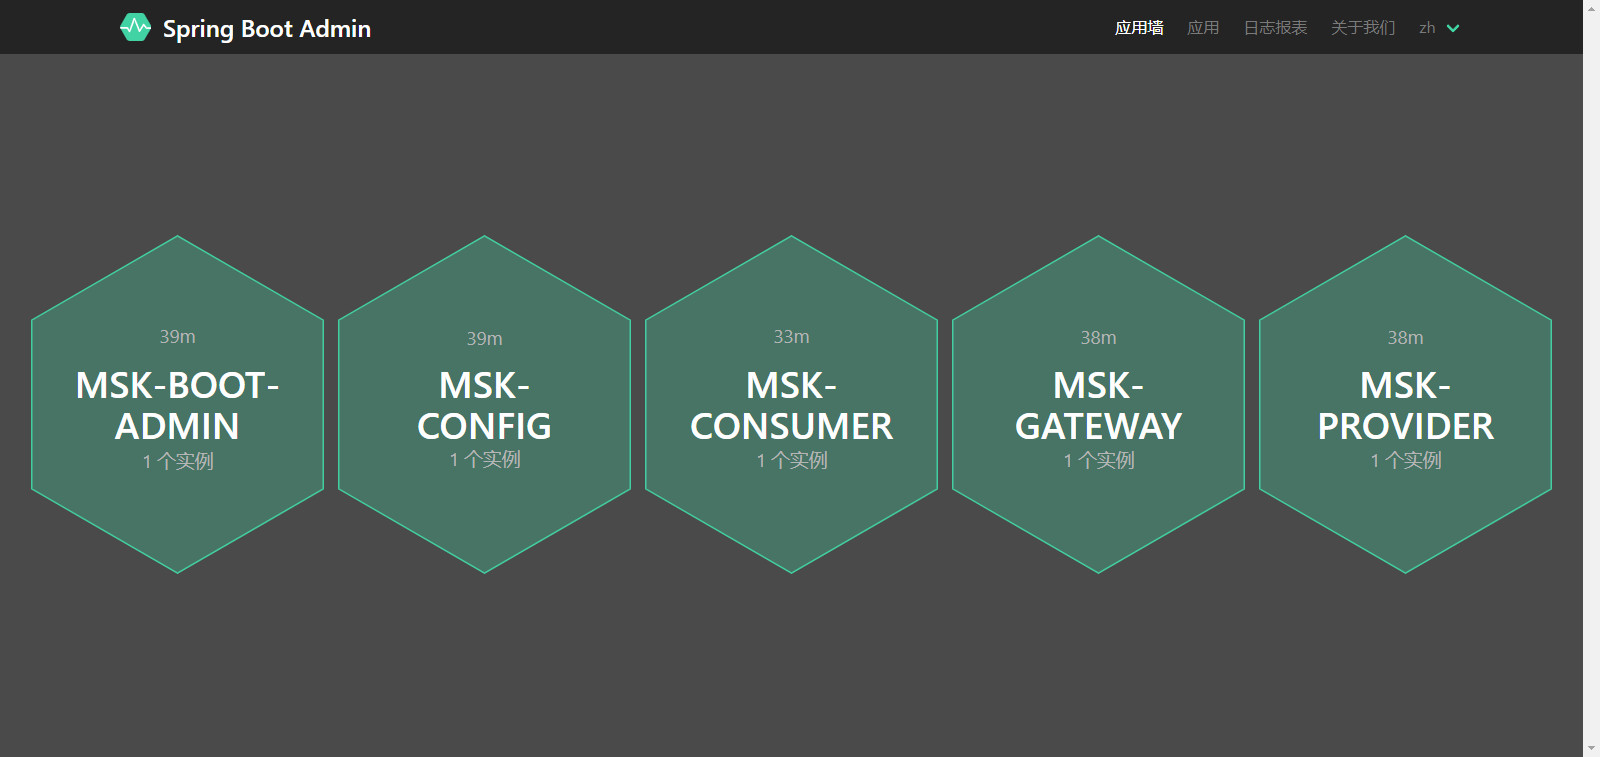 Spring Boot Admin
应用墙 应用 日志报表 关于我们 zh
39m
MSK-BOOT-
ADMIN
1 个实例
39m
MSK-
CONFIG
1 个实例
33m
MSK-
CONSUMER
1 个实例
38m
MSK-
GATEWAY
1 个实例
38m
MSK-
PROVIDER
1 个实例